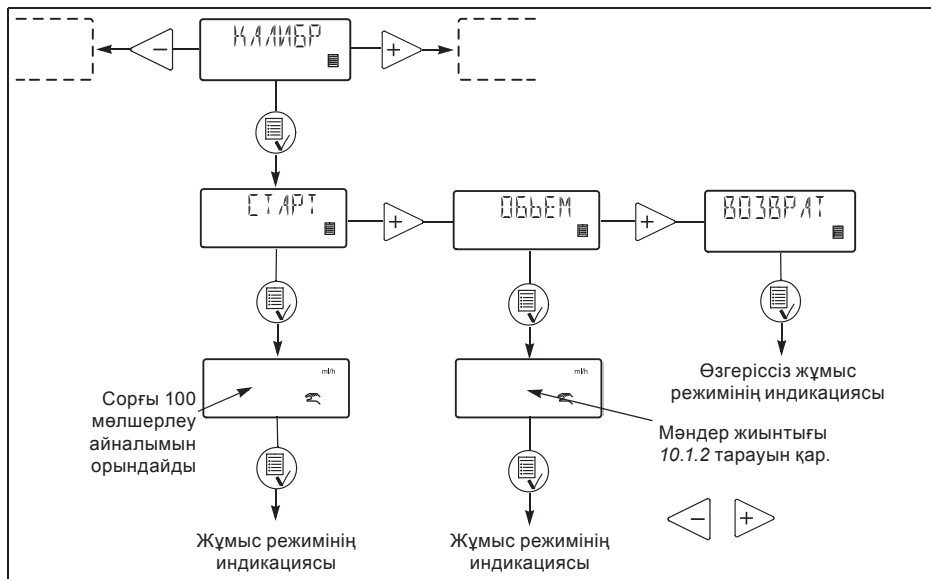 КАЛИБР
СТАРТ
ОБЬЕМ
ВОЗВРАТ
ml/h
ml/h
Сорғы 100
мөлшерлеу
айналымын
орындайды
Өзгеріссіз жұмыс
режимінің индикациясы
Мәндер жиынтығы
10.1.2 тарауын қар.
Жұмыс режимінің
индикациясы
Жұмыс режимінің
индикациясы